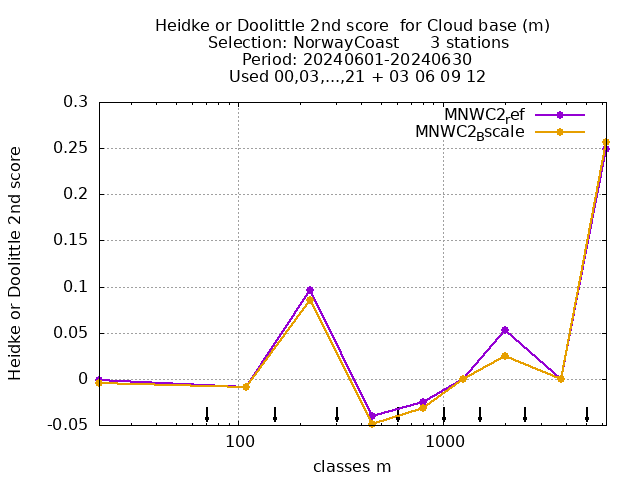 Heidke or Doolittle 2nd score  for Cloud base (m)
Selection: NorwayCoast      3 stations
Period: 20240601-20240630
Used 00,03,...,21 + 03 06 09 12
MNWC2ref
MNWC2Bscale
0.3
0.25
0.2
0.15
0.1
0.05
0
-0.05
Heidke or Doolittle 2nd score
100
1000
classes m